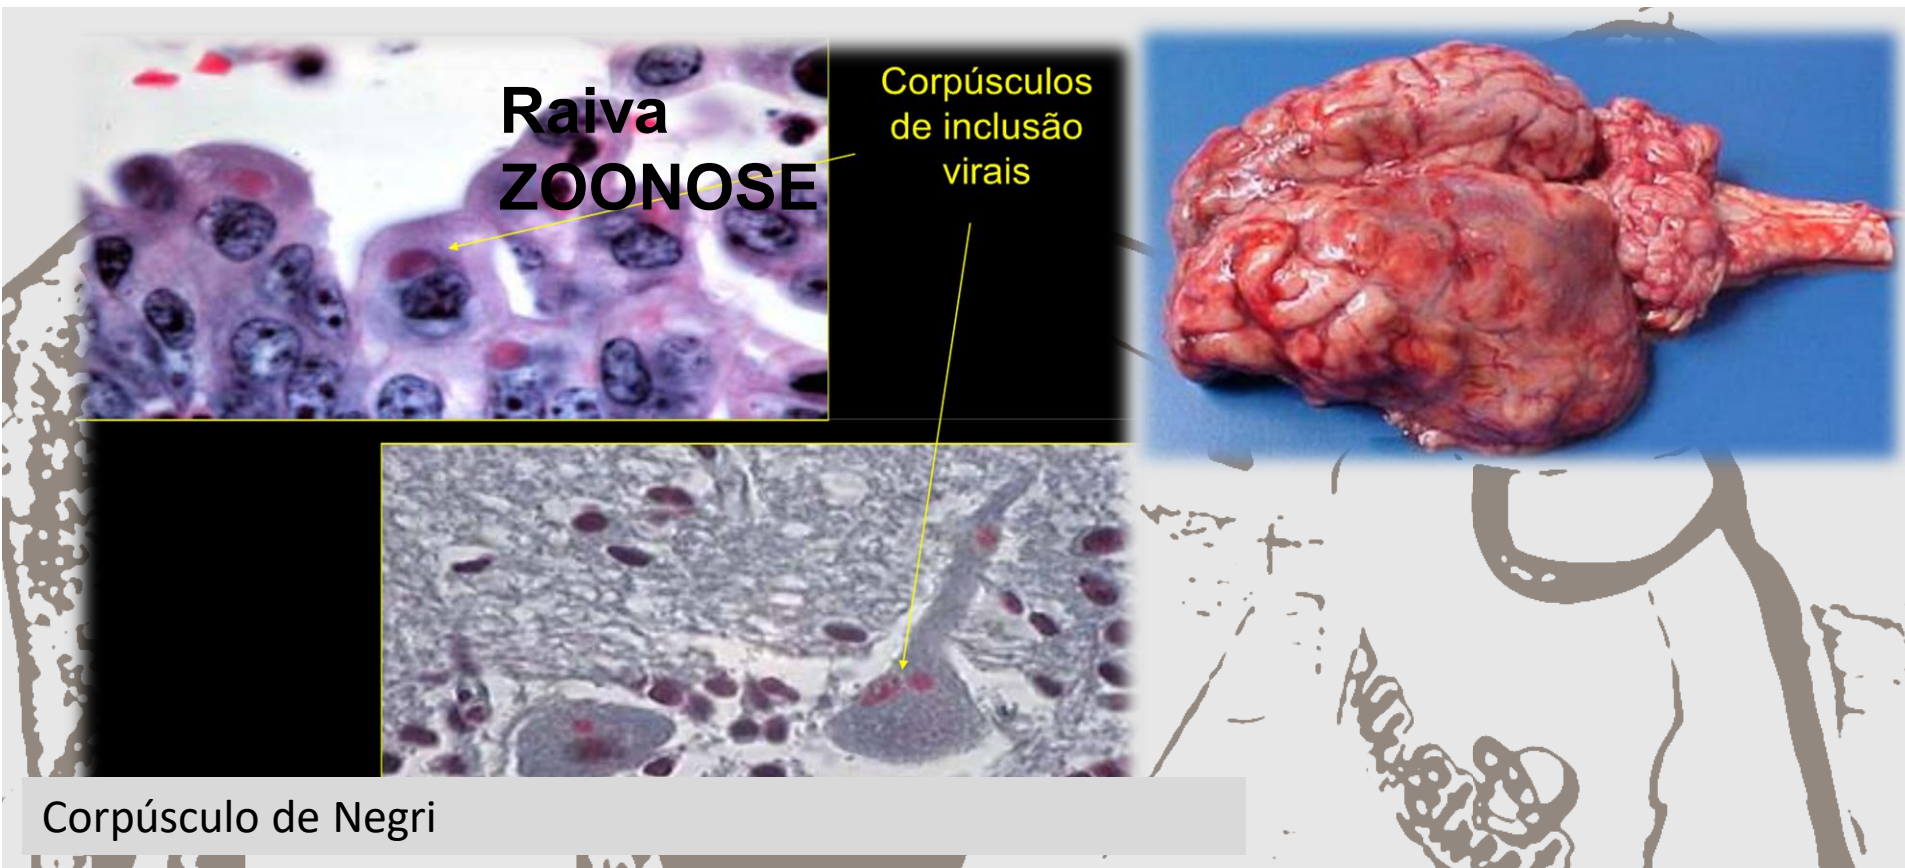 Raiva
ZOONOSE
Corpúsculos
de inclusão
virais
Corpúsculo de Negri